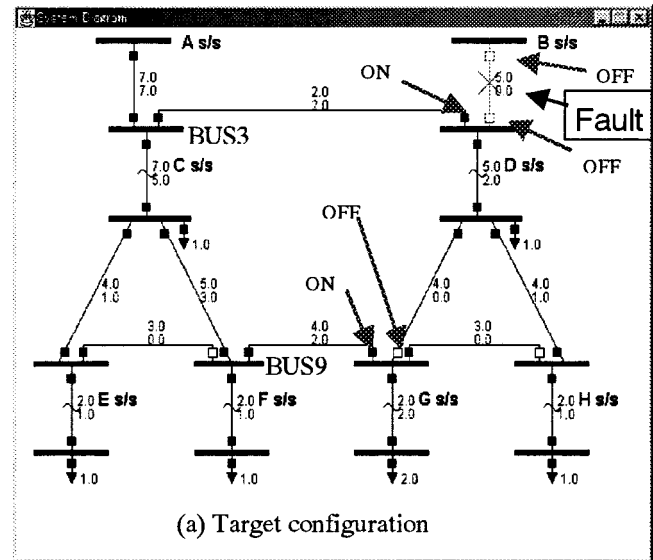 System Diagram
A s/s
B s/s
ON
OFF
7.0
7.0
2.0
2.0
5.0
0.0
Fault
BUS3
OFF
C s/s
7.0
5.0
5.0
2.0
D s/s
OFF
1.0
1.0
4.0
1.0
5.0
3.0
ON
4.0
0.0
4.0
1.0
3.0
0.0
4.0
2.0
3.0
0.0
BUS9
E s/s
2.0
1.0
F s/s
2.0
1.0
G s/s
2.0
2.0
H s/s
2.0
1.0
1.0
1.0
2.0
1.0
(a) Target configuration